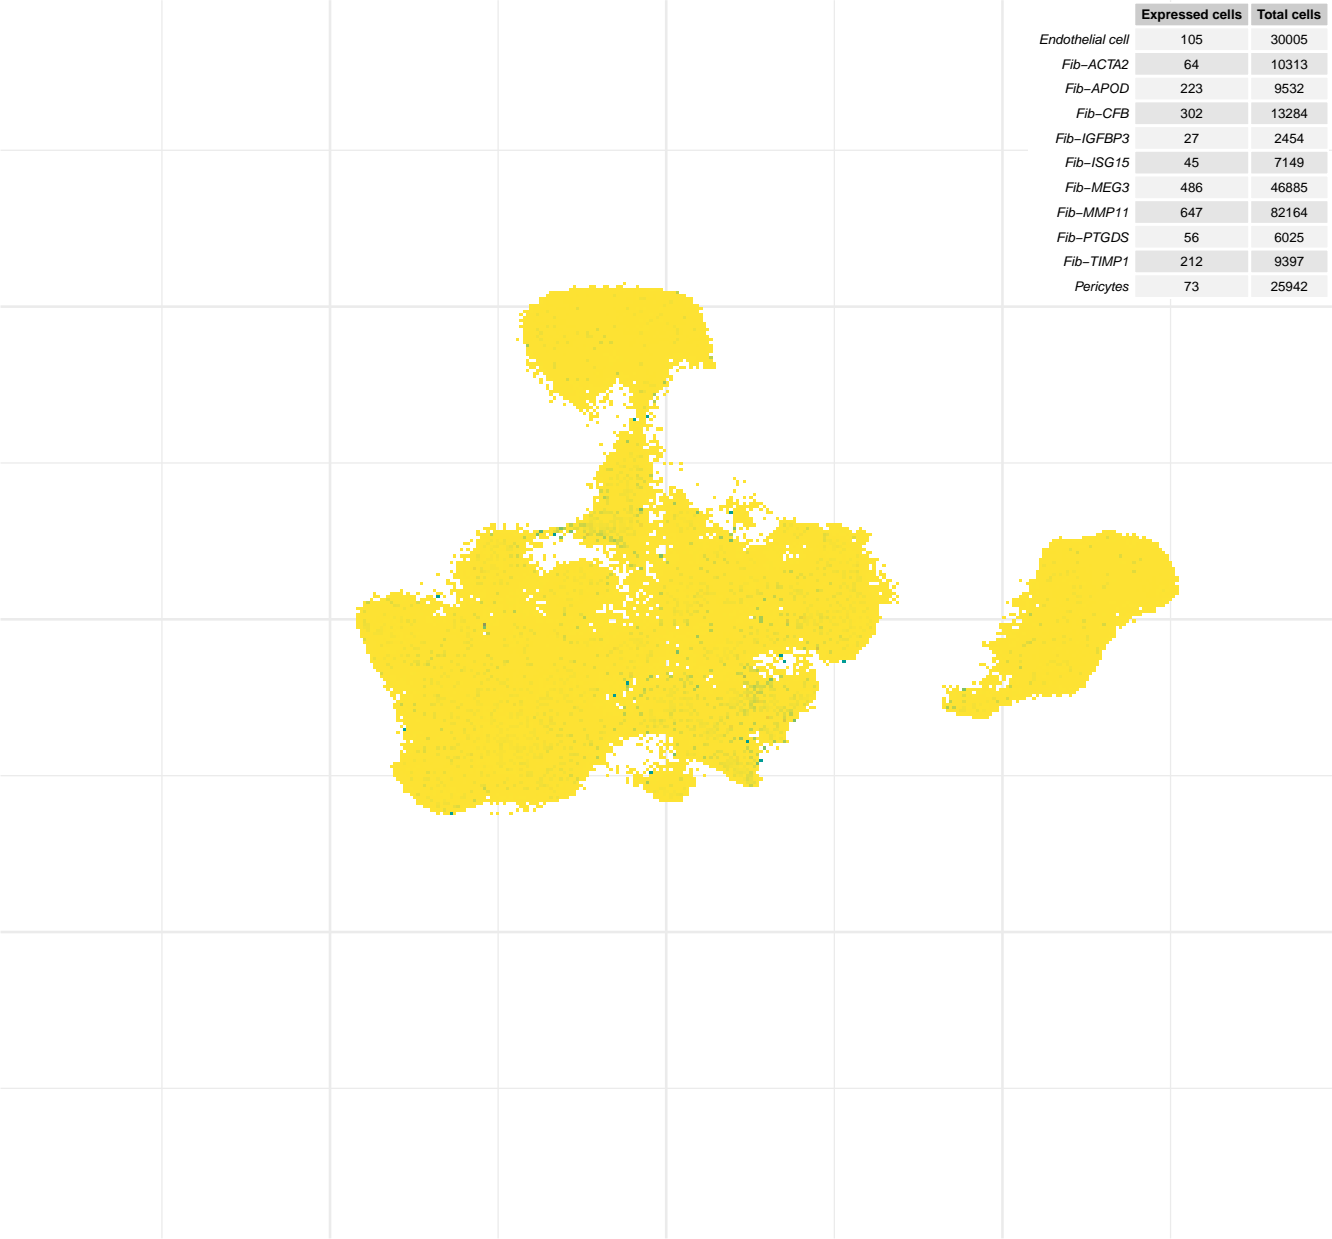 Expressed cells Total cells
Endothelial cell 105 30005
Fib−ACTA2 64 10313
Fib−APOD 223 9532
Fib−CFB 302 13284
Fib−IGFBP3 27 2454
Fib−ISG15 45 7149
Fib−MEG3 486 46885
Fib−MMP11 647 82164
Fib−PTGDS 56 6025
Fib−TIMP1 212 9397
Pericytes 73 25942